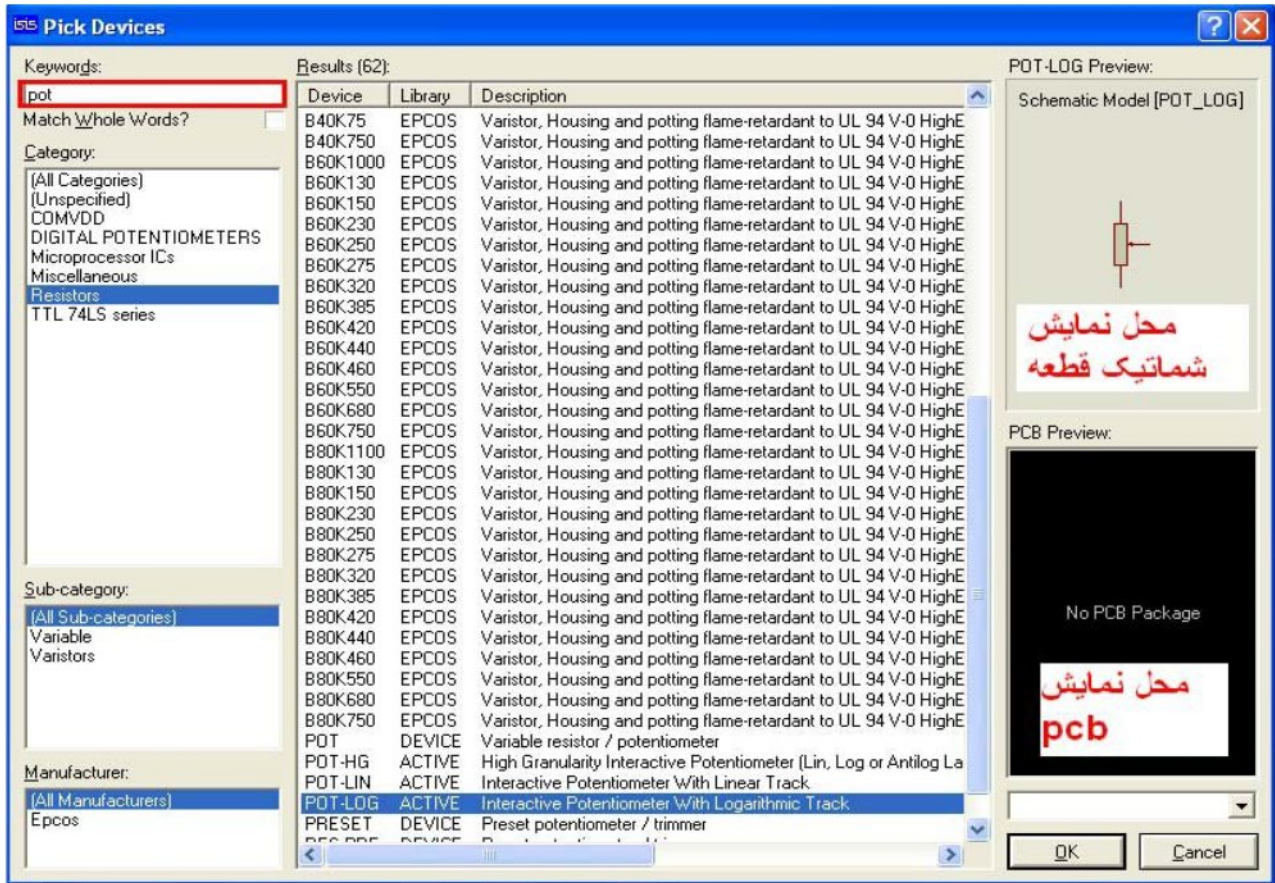 ISIS Pick Devices
Keywords:
pot
Match Whole Words?
Category:
(All Categories)
(Unspecified)
COMVDD
DIGITAL POTENTIOMETERS
Microprocessor ICs
Miscellaneous
Resistors
TTL 74LS series
Sub-category:
(All Sub-categories)
Variable
Varistors
Manufacturer:
(All Manufacturers)
Epcos
Results (62):
Device Library Description
B40K75 EPCOS Varistor, Housing and potting flame-retardant to UL 94 V-0 HighE
B40K750 EPCOS Varistor, Housing and potting flame-retardant to UL 94 V-0 HighE
B60K1000 EPCOS Varistor, Housing and potting flame-retardant to UL 94 V-0 HighE
B60K130 EPCOS Varistor, Housing and potting flame-retardant to UL 94 V-0 HighE
B60K150 EPCOS Varistor, Housing and potting flame-retardant to UL 94 V-0 HighE
B60K230 EPCOS Varistor, Housing and potting flame-retardant to UL 94 V-0 HighE
B60K250 EPCOS Varistor, Housing and potting flame-retardant to UL 94 V-0 HighE
B60K275 EPCOS Varistor, Housing and potting flame-retardant to UL 94 V-0 HighE
B60K320 EPCOS Varistor, Housing and potting flame-retardant to UL 94 V-0 HighE
B60K385 EPCOS Varistor, Housing and potting flame-retardant to UL 94 V-0 HighE
B60K420 EPCOS Varistor, Housing and potting flame-retardant to UL 94 V-0 HighE
B60K440 EPCOS Varistor, Housing and potting flame-retardant to UL 94 V-0 HighE
B60K460 EPCOS Varistor, Housing and potting flame-retardant to UL 94 V-0 HighE
B60K550 EPCOS Varistor, Housing and potting flame-retardant to UL 94 V-0 HighE
B60K680 EPCOS Varistor, Housing and potting flame-retardant to UL 94 V-0 HighE
B60K750 EPCOS Varistor, Housing and potting flame-retardant to UL 94 V-0 HighE
B80K1100 EPCOS Varistor, Housing and potting flame-retardant to UL 94 V-0 HighE
B80K130 EPCOS Varistor, Housing and potting flame-retardant to UL 94 V-0 HighE
B80K150 EPCOS Varistor, Housing and potting flame-retardant to UL 94 V-0 HighE
B80K230 EPCOS Varistor, Housing and potting flame-retardant to UL 94 V-0 HighE
B80K250 EPCOS Varistor, Housing and potting flame-retardant to UL 94 V-0 HighE
B80K275 EPCOS Varistor, Housing and potting flame-retardant to UL 94 V-0 HighE
B80K320 EPCOS Varistor, Housing and potting flame-retardant to UL 94 V-0 HighE
B80K385 EPCOS Varistor, Housing and potting flame-retardant to UL 94 V-0 HighE
B80K420 EPCOS Varistor, Housing and potting flame-retardant to UL 94 V-0 HighE
B80K440 EPCOS Varistor, Housing and potting flame-retardant to UL 94 V-0 HighE
B80K460 EPCOS Varistor, Housing and potting flame-retardant to UL 94 V-0 HighE
B80K550 EPCOS Varistor, Housing and potting flame-retardant to UL 94 V-0 HighE
B80K680 EPCOS Varistor, Housing and potting flame-retardant to UL 94 V-0 HighE
B80K750 EPCOS Varistor, Housing and potting flame-retardant to UL 94 V-0 HighE
POT DEVICE Variable resistor / potentiometer
POT-HG ACTIVE High Granularity Interactive Potentiometer (Lin, Log or Antilog La
POT-LIN ACTIVE Interactive Potentiometer With Linear Track
POT-LOG ACTIVE Interactive Potentiometer With Logarithmic Track
PRESET DEVICE Preset potentiometer / trimmer
POT-LOG Preview:
Schematic Model [POT_LOG]
محل نمایش
شماتیک قطعه
PCB Preview:
No PCB Package
محل نمایش
pcb
OK Cancel